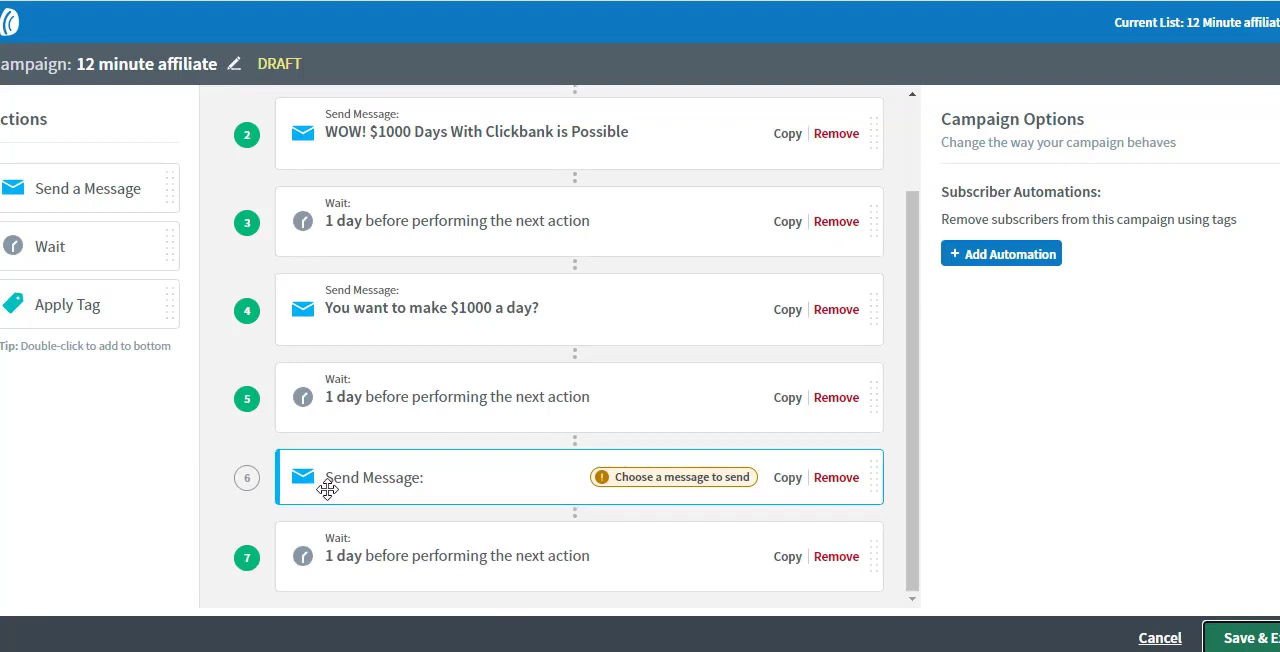 Current List: 12 Minute affiliat
ampaign: 12 minute affiliate DRAFT
ctions
Send a Message
Wait
Apply Tag
Tip: Double-click to add to bottom
2
Send Message:
WOW! $1000 Days With Clickbank is Possible
Copy Remove
3
Wait:
1 day before performing the next action
Copy Remove
4
Send Message:
You want to make $1000 a day?
Copy Remove
5
Wait:
1 day before performing the next action
Copy Remove
6
Send Message:
! Choose a message to send
Copy Remove
7
Wait:
1 day before performing the next action
Copy Remove
Campaign Options
Change the way your campaign behaves
Subscriber Automations:
Remove subscribers from this campaign using tags
+ Add Automation
Cancel
Save & E